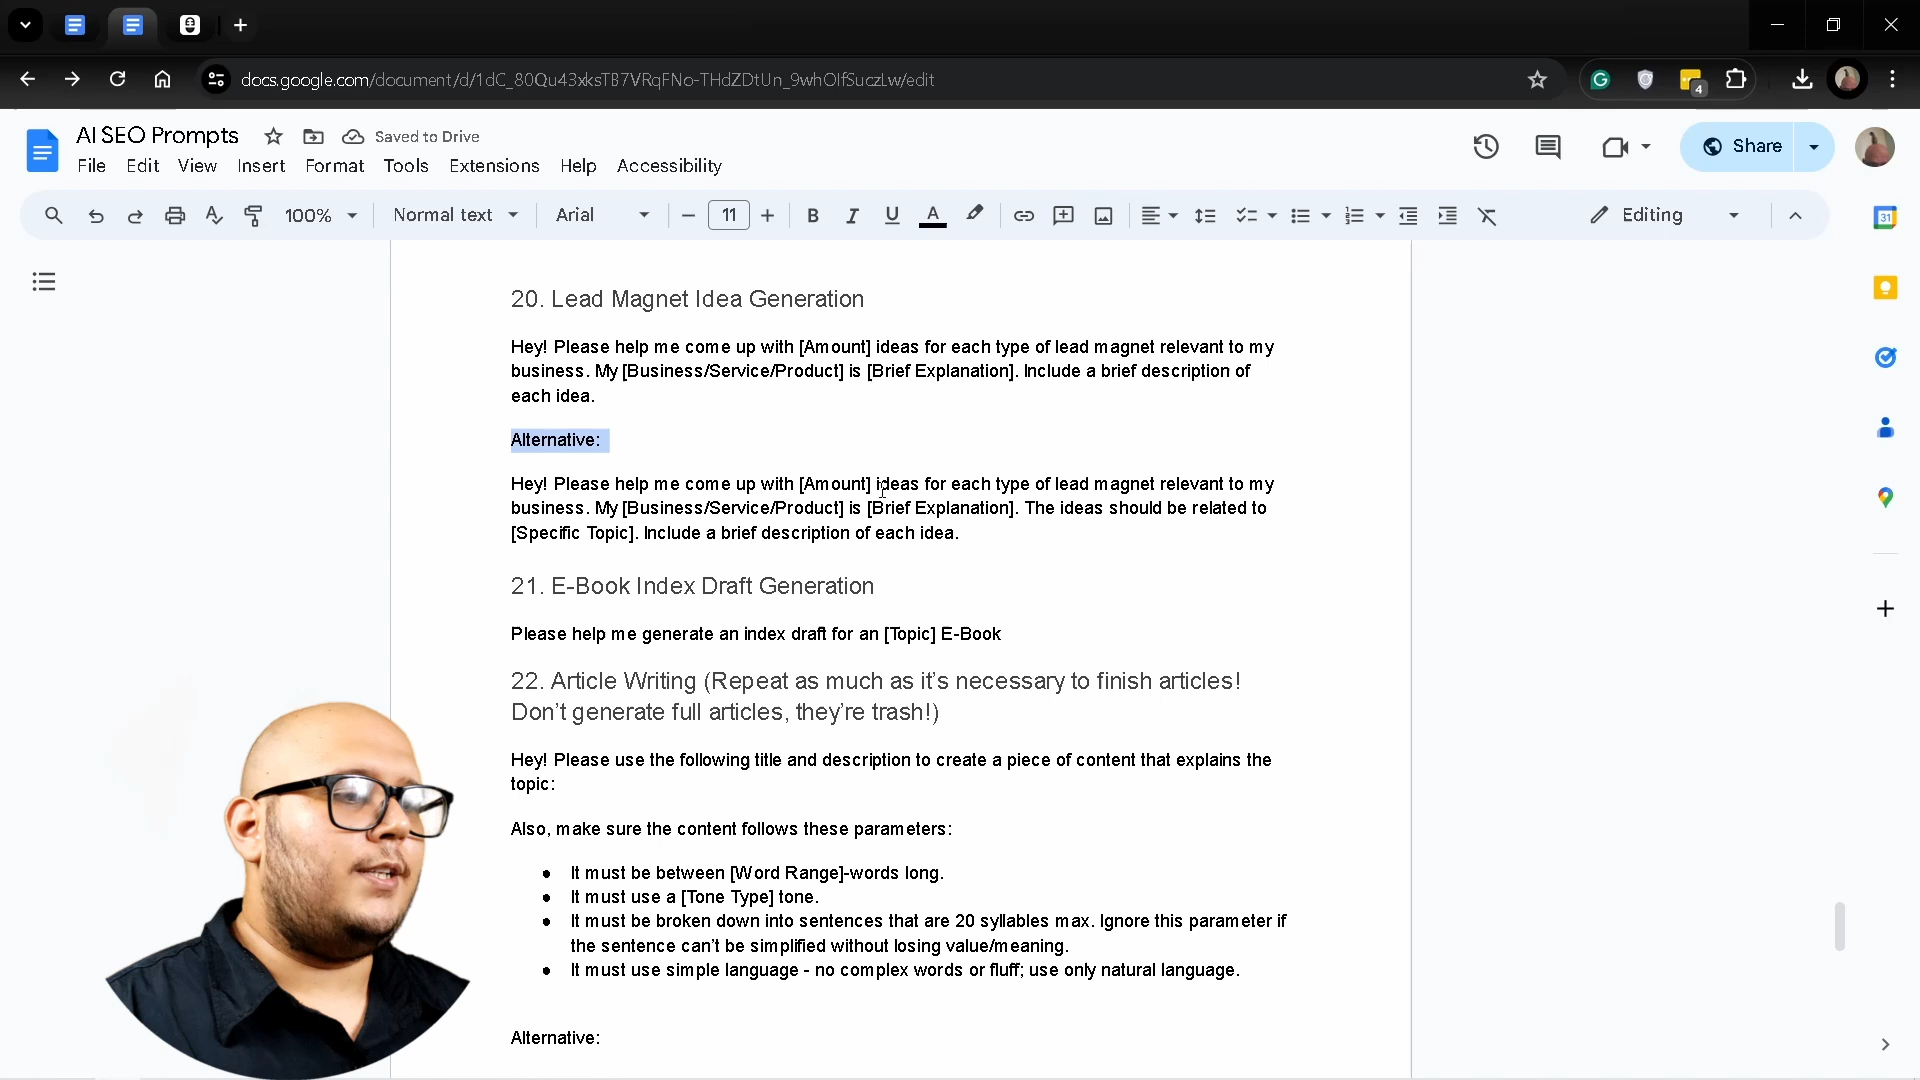 docs.google.com/document/d/1dC_80Qu43xksTB7VRqFNo-THdZDtUn_9whOlfSuczLw/edit
4
AI SEO Prompts
Saved to Drive
Share
File Edit View Insert Format Tools Extensions Help Accessibility
100% Normal text Arial 11 B I U A Editing
31
20. Lead Magnet Idea Generation
Hey! Please help me come up with [Amount] ideas for each type of lead magnet relevant to my
business. My [Business/Service/Product] is [Brief Explanation]. Include a brief description of
each idea.
Alternative:
Hey! Please help me come up with [Amount] ideas for each type of lead magnet relevant to my
business. My [Business/Service/Product] is [Brief Explanation]. The ideas should be related to
[Specific Topic]. Include a brief description of each idea.
21. E-Book Index Draft Generation
Please help me generate an index draft for an [Topic] E-Book
22. Article Writing (Repeat as much as it’s necessary to finish articles!
Don’t generate full articles, they’re trash!)
Hey! Please use the following title and description to create a piece of content that explains the
topic:
Also, make sure the content follows these parameters:
● It must be between [Word Range]-words long.
● It must use a [Tone Type] tone.
● It must be broken down into sentences that are 20 syllables max. Ignore this parameter if
the sentence can’t be simplified without losing value/meaning.
● It must use simple language - no complex words or fluff; use only natural language.
Alternative: